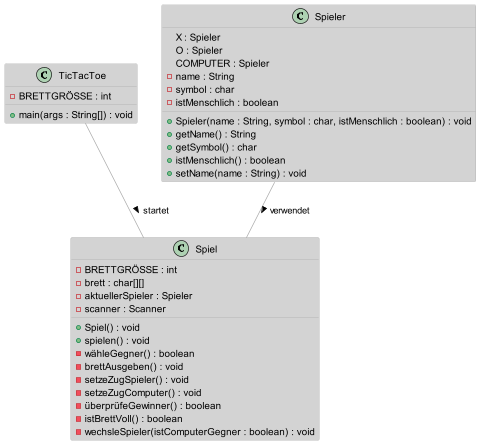 C TicTacToe
BRETTGRÖSSE : int
main(args : String[]) : void
C Spieler
X : Spieler
O : Spieler
COMPUTER : Spieler
name : String
symbol : char
istMenschlich : boolean
Spieler(name : String, symbol : char, istMenschlich : boolean) : void
getName() : String
getSymbol() : char
istMenschlich() : boolean
setName(name : String) : void
startet
verwendet
C Spiel
BRETTGRÖSSE : int
brett : char[][]
aktuellerSpieler : Spieler
scanner : Scanner
Spiel() : void
spielen() : void
wähleGegner() : boolean
brettAusgeben() : void
setzeZugSpieler() : void
setzeZugComputer() : void
überprüfeGewinner() : boolean
istBrettVoll() : boolean
wechsleSpieler(istComputerGegner : boolean) : void